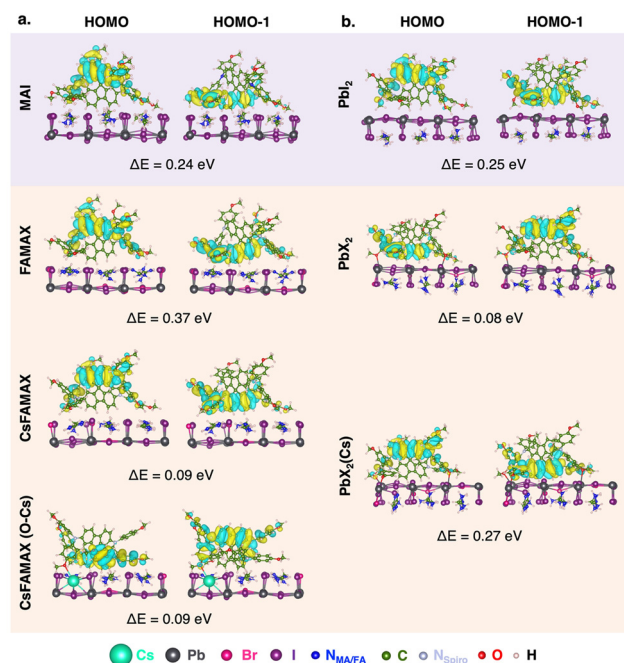 a. HOMO HOMO-1 b. HOMO HOMO-1
MAI
ΔE = 0.24 eV
PbI₂
ΔE = 0.25 eV
FAMAX
ΔE = 0.37 eV
PbX₂
ΔE = 0.08 eV
CsFAMAX
ΔE = 0.09 eV
PbX₂(Cs)
ΔE = 0.27 eV
CsFAMAX (O-Cs)
ΔE = 0.09 eV
Cs Pb Br I N_MA/FA C N_Spiro O H